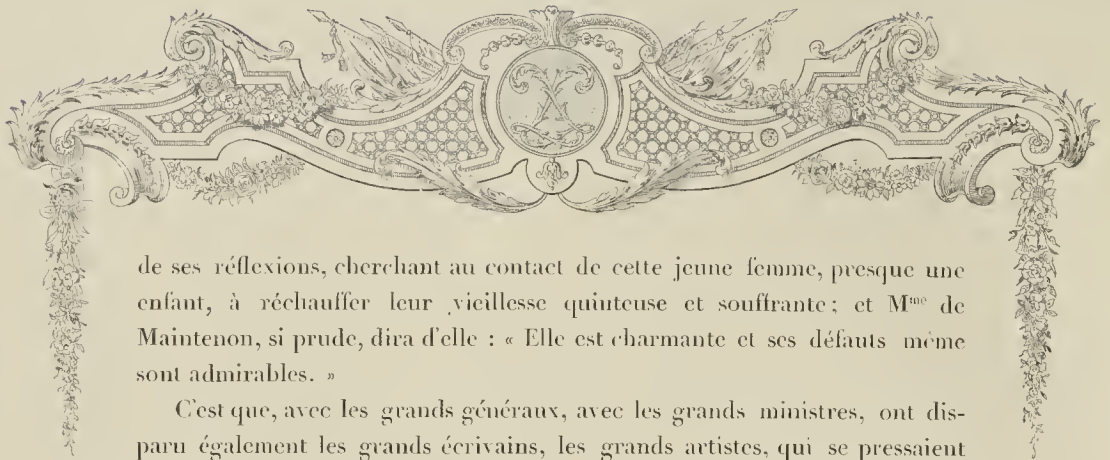 de ses réflexions, cherchant au contact de cette jeune femme, presque une
enfant, à réchauffer leur vieillesse quinteuse et souffrante; et Mme de
Maintenon, si prude, dira d'elle : « Elle est charmante et ses défauts même
sont admirables. »
C'est que, avec les grands généraux, avec les grands ministres, ont dis-
paru également les grands écrivains, les grands artistes, qui se pressaient